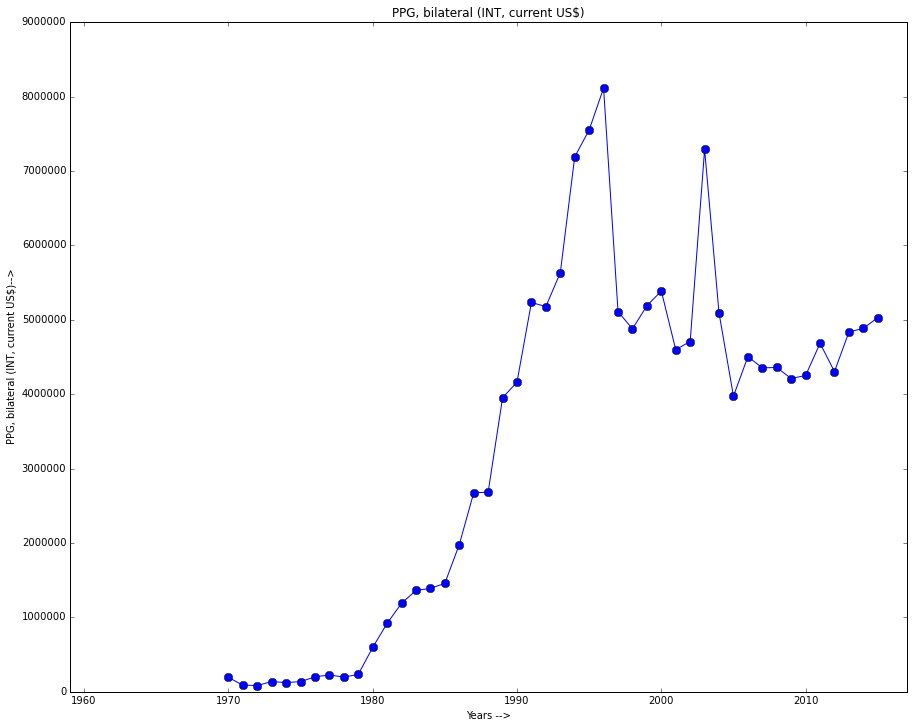 PPG, bilateral (INT, current US$)
9000000
8000000
7000000
6000000
5000000
4000000
3000000
2000000
1000000
0
PPG, bilateral (INT, current US$)-->
1960 1970 1980 1990 2000 2010
Years -->